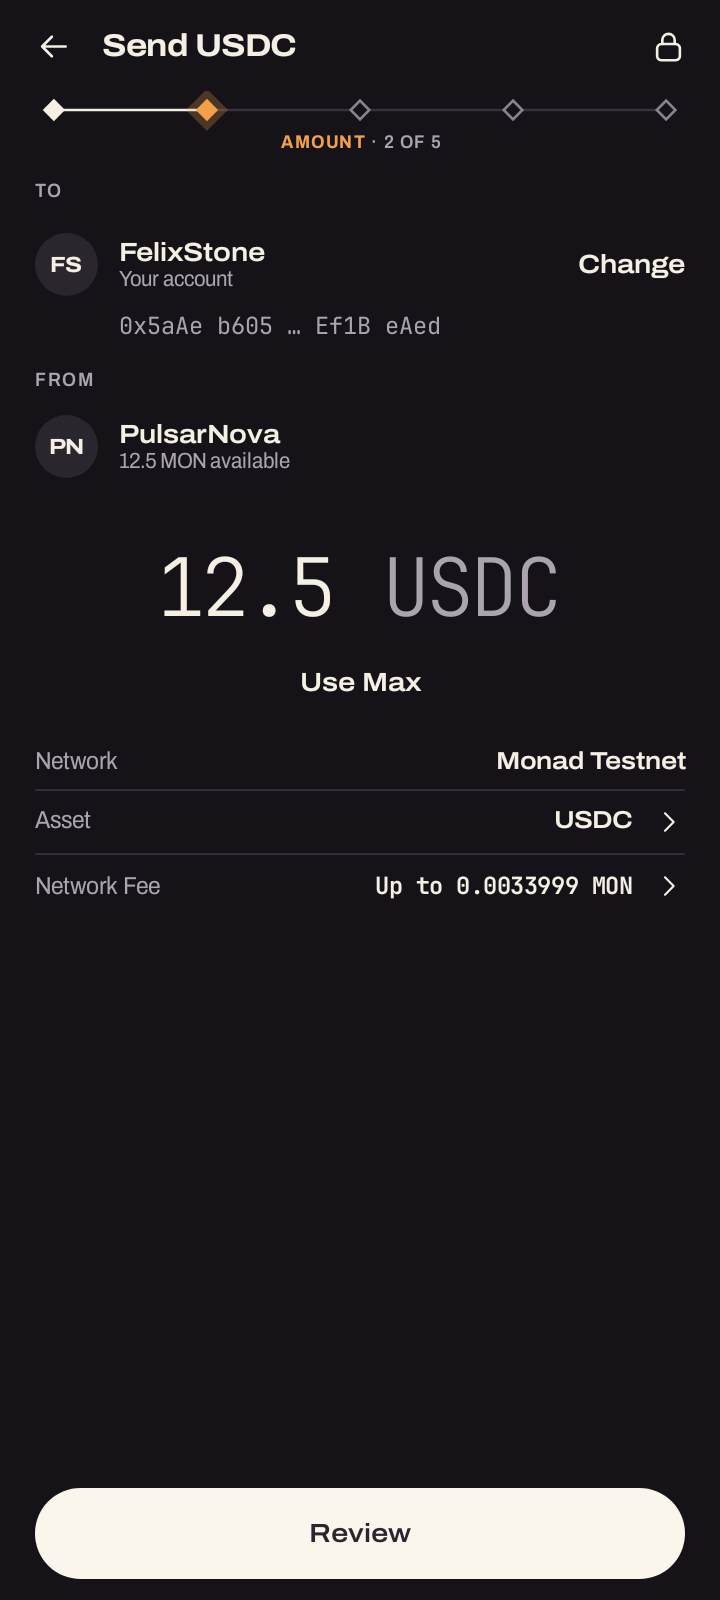 Send USDC
AMOUNT · 2 OF 5
TO
FS
FelixStone
Your account
Change
0x5aAe b605 … Ef1B eAed
FROM
PN
PulsarNova
12.5 MON available
12.5 USDC
Use Max
Network
Monad Testnet
Asset
USDC
Network Fee
Up to 0.0033999 MON
Review